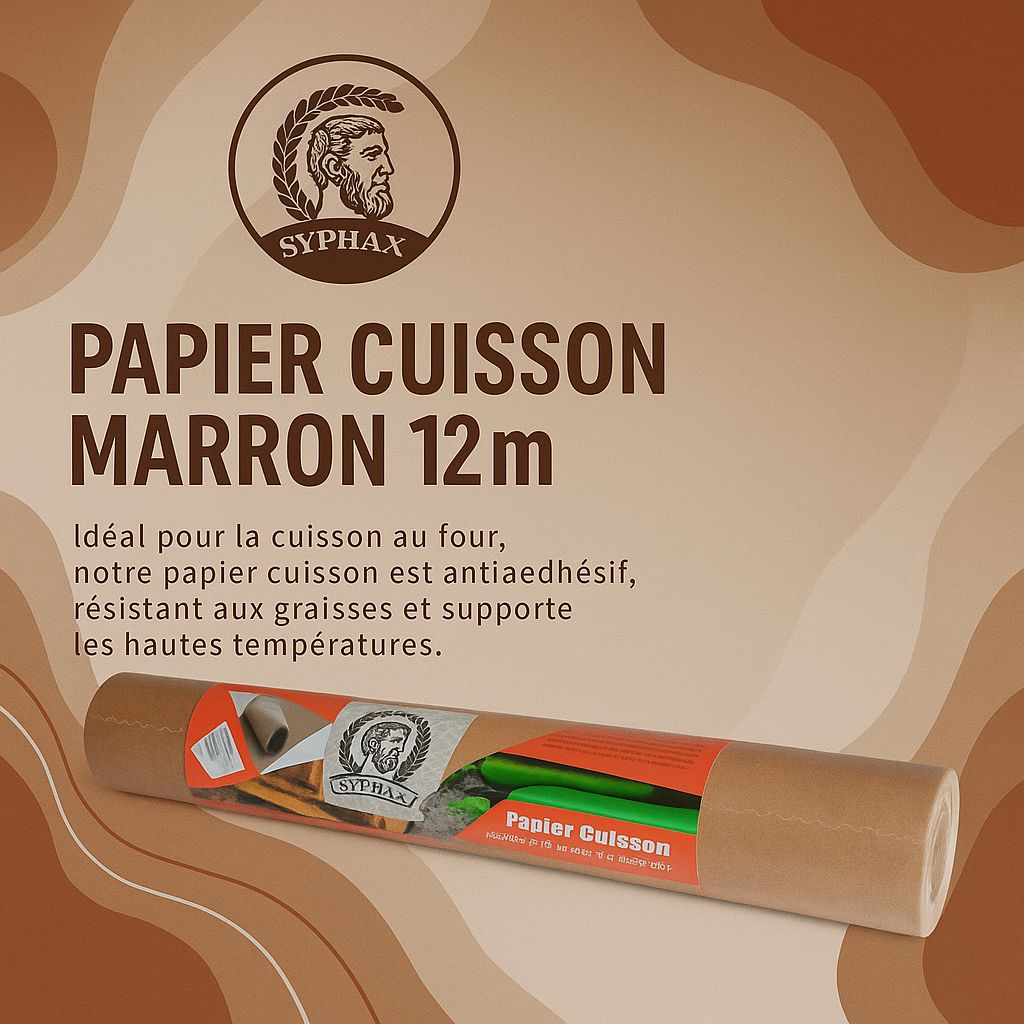 SYPHAX
PAPIER CUISSON
MARRON 12m
Idéal pour la cuisson au four,
notre papier cuisson est antiaedhésif,
résistant aux graisses et supporte
les hautes températures.
SYPHAX
Papier Cuisson